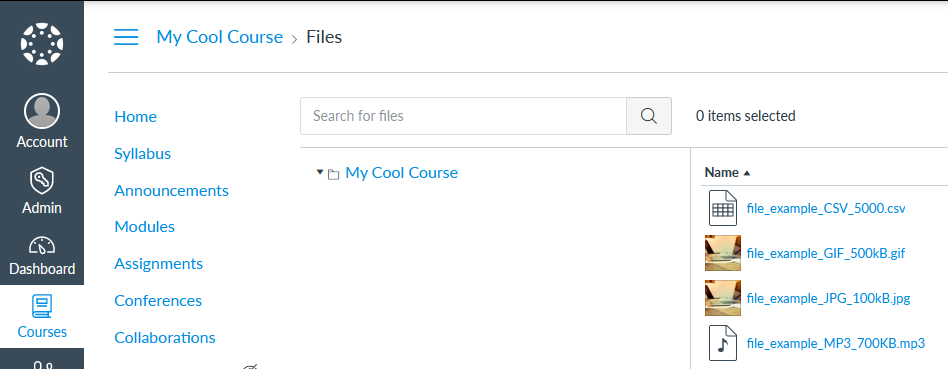 My Cool Course > Files
Account
Admin
Dashboard
Courses
Home
Syllabus
Announcements
Modules
Assignments
Conferences
Collaborations
Search for files
0 items selected
My Cool Course
Name
file_example_CSV_5000.csv
file_example_GIF_500kB.gif
file_example_JPG_100kB.jpg
file_example_MP3_700KB.mp3